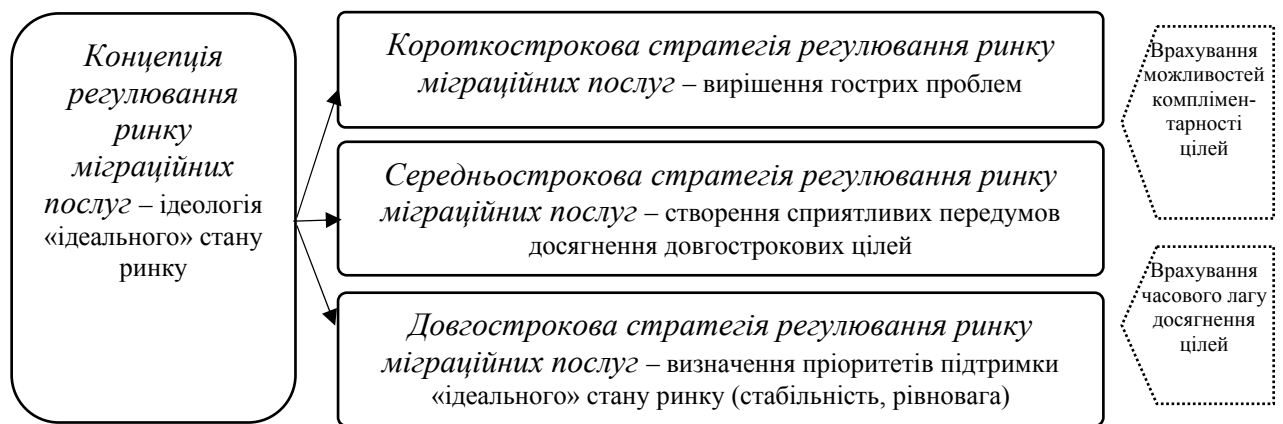 Концепція
регулювання
ринку
міграційних
послуг – ідеологія
«ідеального» стану
ринку
Короткострокова стратегія регулювання ринку
міграційних послуг – вирішення гострих проблем
Середньострокова стратегія регулювання ринку
міграційних послуг – створення сприятливих передумов
досягнення довгострокових цілей
Довгострокова стратегія регулювання ринку
міграційних послуг – визначення пріоритетів підтримки
«ідеального» стану ринку (стабільність, рівновага)
Врахування
можливостей
комплімен-
тарності
цілей
Врахування
часового лагу
досягнення
цілей